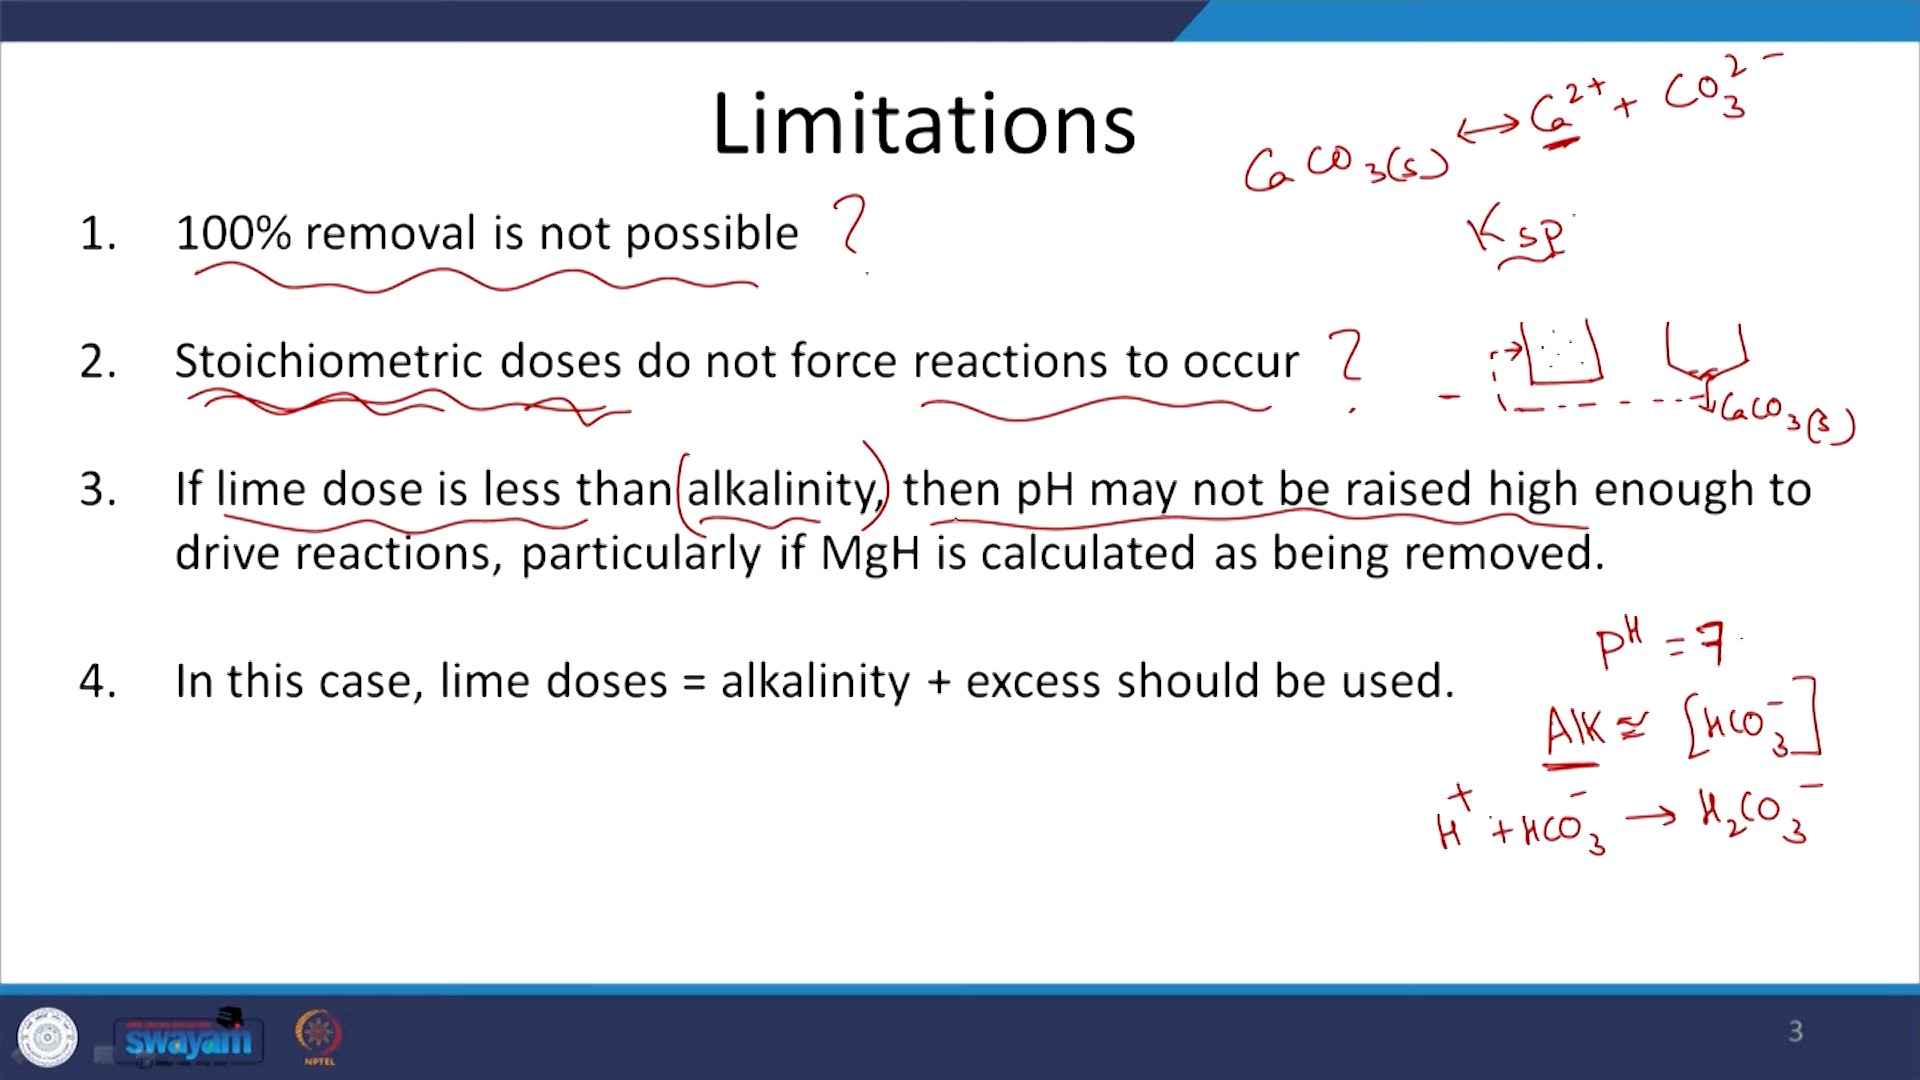 Limitations
CaCO3(s) ↔ Ca2+ + CO3 2-
1. 100% removal is not possible ?
Ksp
2. Stoichiometric doses do not force reactions to occur ?
CaCO3(s)
3. If lime dose is less than (alkalinity,) then pH may not be raised high enough to
drive reactions, particularly if MgH is calculated as being removed.
pH = 7
4. In this case, lime doses = alkalinity + excess should be used.
Alk ≈ [HCO3-]
H+ + HCO3- → H2CO3-
swayam
NPTEL
3